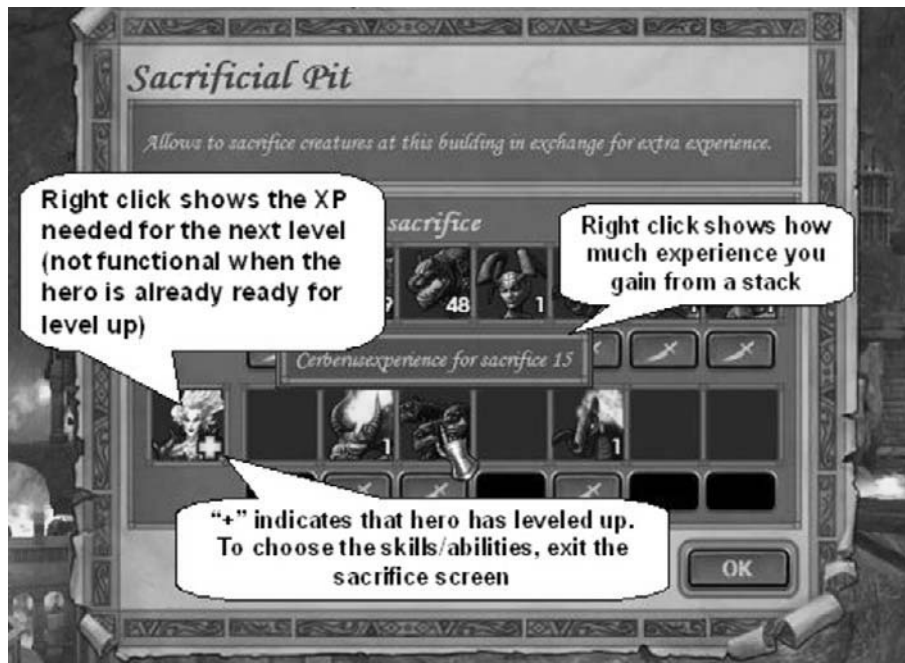 Sacrificial Pit
Allows to sacrifice creatures at this building in exchange for extra experience.
Right click shows the XP
needed for the next level
(not functional when the
hero is already ready for
level up)
sacrifice
Right click shows how
much experience you
gain from a stack
9
48
1
1
Cerberusexperience for sacrifice 15
1
1
"+" indicates that hero has leveled up.
To choose the skills/abilities, exit the
sacrifice screen
OK